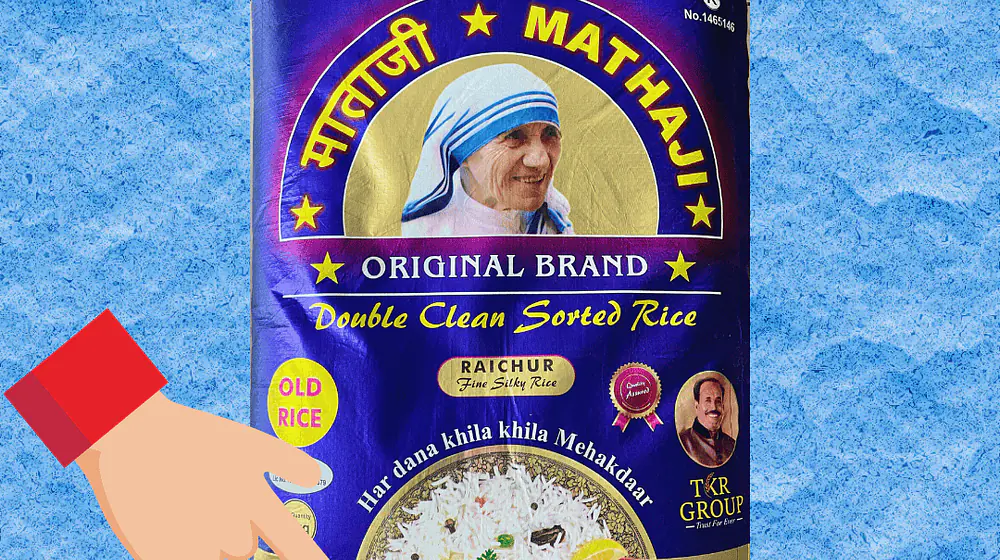 No.1465146
माताजी ★ ★ MATHAJI
ORIGINAL BRAND
Double Clean Sorted Rice
RAICHUR
Fine Silky Rice
OLD
RICE
Quality
Assured
Har dana khila khila Mehakdaar
TKR
GROUP
Trust For Ever